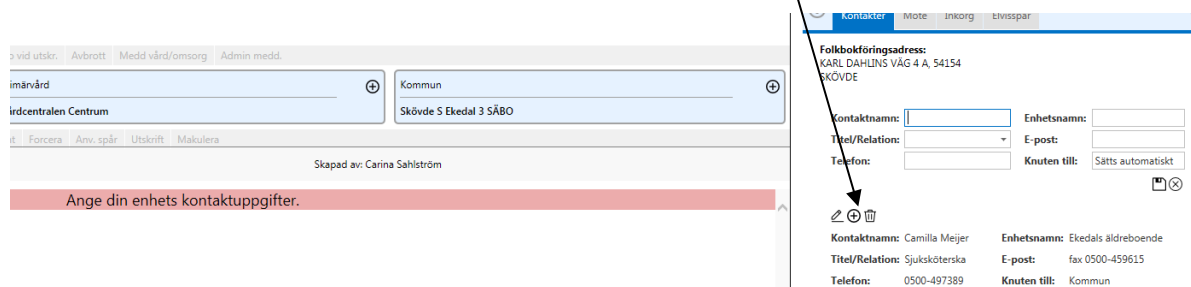 Kontakter Möte Inkorg Elvisspår
vid utskr. Avbrott Medd vård/omsorg Admin medd.
Folkbokföringsadress:
KARL DAHLINS VÄG 4 A, 54154
SKÖVDE
imärvård
Kommun
årdcentralen Centrum
Skövde S Ekedal 3 SÄBO
Kontaktnamn: Enhetsnamn:
Titel/Relation: E-post:
Telefon: Knuten till: Sätts automatiskt
Forcera Anv. spår Utskrift Makulera
Skapad av: Carina Sahlström
Ange din enhets kontaktuppgifter.
Kontaktnamn: Camilla Meijer Enhetsnamn: Ekedals äldreboende
Titel/Relation: Sjuksköterska E-post: fax 0500-459615
Telefon: 0500-497389 Knuten till: Kommun